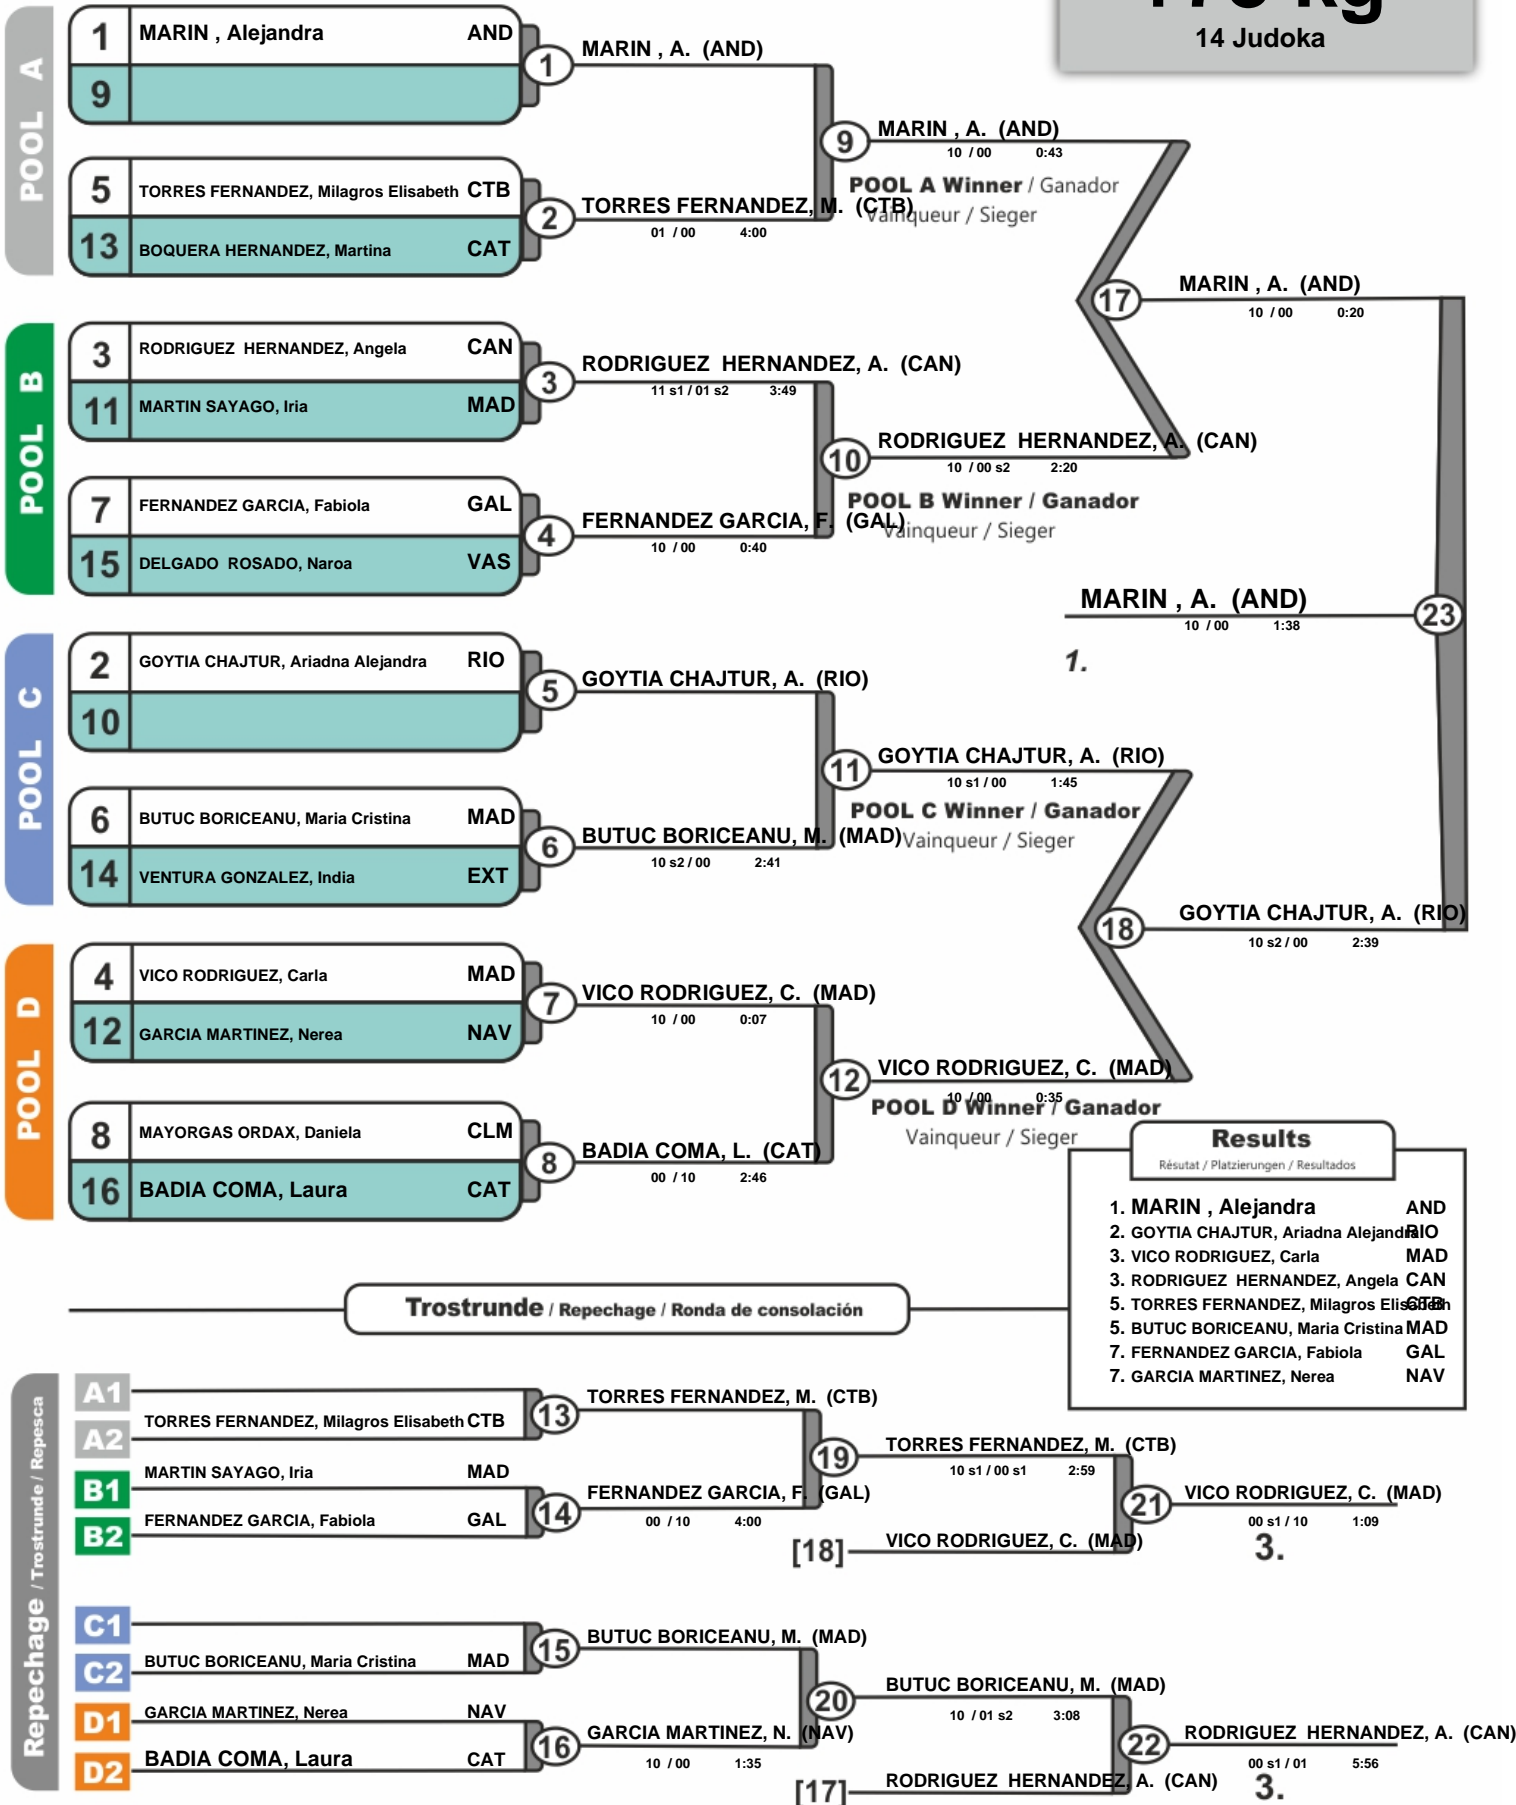 14 Judoka
POOL A
1 MARIN , Alejandra AND
9
5 TORRES FERNANDEZ, Milagros Elisabeth CTB
13 BOQUERA HERNANDEZ, Martina CAT
1 MARIN , A. (AND)
2 TORRES FERNANDEZ, M. (CTB)
01 / 00 4:00
9 MARIN , A. (AND)
10 / 00 0:43
POOL A Winner / Ganador
Vainqueur / Sieger
POOL B
3 RODRIGUEZ HERNANDEZ, Angela CAN
11 MARTIN SAYAGO, Iria MAD
7 FERNANDEZ GARCIA, Fabiola GAL
15 DELGADO ROSADO, Naroa VAS
3 RODRIGUEZ HERNANDEZ, A. (CAN)
11 s1 / 01 s2 3:49
4 FERNANDEZ GARCIA, F. (GAL)
10 / 00 0:40
10 RODRIGUEZ HERNANDEZ, A. (CAN)
10 / 00 s2 2:20
POOL B Winner / Ganador
Vainqueur / Sieger
17 MARIN , A. (AND)
10 / 00 0:20
MARIN , A. (AND) 23
10 / 00 1:38
1.
POOL C
2 GOYTIA CHAJTUR, Ariadna Alejandra RIO
10
6 BUTUC BORICEANU, Maria Cristina MAD
14 VENTURA GONZALEZ, India EXT
5 GOYTIA CHAJTUR, A. (RIO)
6 BUTUC BORICEANU, M. (MAD)
10 s2 / 00 2:41
11 GOYTIA CHAJTUR, A. (RIO)
10 s1 / 00 1:45
POOL C Winner / Ganador
Vainqueur / Sieger
18 GOYTIA CHAJTUR, A. (RIO)
10 s2 / 00 2:39
POOL D
4 VICO RODRIGUEZ, Carla MAD
12 GARCIA MARTINEZ, Nerea NAV
8 MAYORGAS ORDAX, Daniela CLM
16 BADIA COMA, Laura CAT
7 VICO RODRIGUEZ, C. (MAD)
10 / 00 0:07
8 BADIA COMA, L. (CAT)
00 / 10 2:46
12 VICO RODRIGUEZ, C. (MAD)
10 / 00 0:35
POOL D Winner / Ganador
Vainqueur / Sieger
Results
Résutat / Platzierungen / Resultados
1. MARIN , Alejandra AND
2. GOYTIA CHAJTUR, Ariadna Alejandra RIO
3. VICO RODRIGUEZ, Carla MAD
3. RODRIGUEZ HERNANDEZ, Angela CAN
5. TORRES FERNANDEZ, Milagros Elisabeth CTB
5. BUTUC BORICEANU, Maria Cristina MAD
7. FERNANDEZ GARCIA, Fabiola GAL
7. GARCIA MARTINEZ, Nerea NAV
Trostrunde / Repechage / Ronda de consolación
Repechage / Trostrunde / Repesca
A1
A2 TORRES FERNANDEZ, Milagros Elisabeth CTB
B1 MARTIN SAYAGO, Iria MAD
B2 FERNANDEZ GARCIA, Fabiola GAL
13 TORRES FERNANDEZ, M. (CTB)
14 FERNANDEZ GARCIA, F. (GAL)
00 / 10 4:00
19 TORRES FERNANDEZ, M. (CTB)
10 s1 / 00 s1 2:59
[18] VICO RODRIGUEZ, C. (MAD)
21 VICO RODRIGUEZ, C. (MAD)
00 s1 / 10 1:09
3.
C1
C2 BUTUC BORICEANU, Maria Cristina MAD
D1 GARCIA MARTINEZ, Nerea NAV
D2 BADIA COMA, Laura CAT
15 BUTUC BORICEANU, M. (MAD)
16 GARCIA MARTINEZ, N. (NAV)
10 / 00 1:35
20 BUTUC BORICEANU, M. (MAD)
10 / 01 s2 3:08
[17] RODRIGUEZ HERNANDEZ, A. (CAN)
22 RODRIGUEZ HERNANDEZ, A. (CAN)
00 s1 / 01 5:56
3.